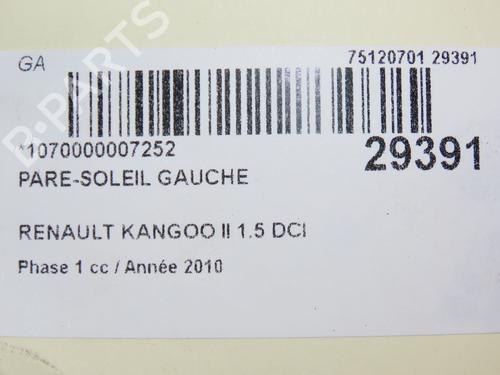 GA
75120701 29391
*1070000007252
29391
PARE-SOLEIL GAUCHE
RENAULT KANGOO II 1.5 DCI
Phase 1 cc / Année 2010
B-PARTS